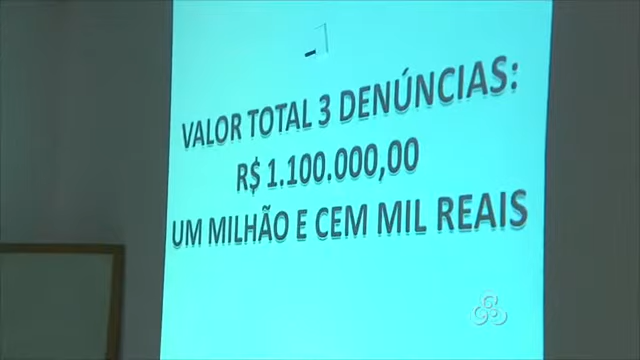 VALOR TOTAL 3 DENÚNCIAS:
R$ 1.100.000,00
UM MILHÃO E CEM MIL REAIS